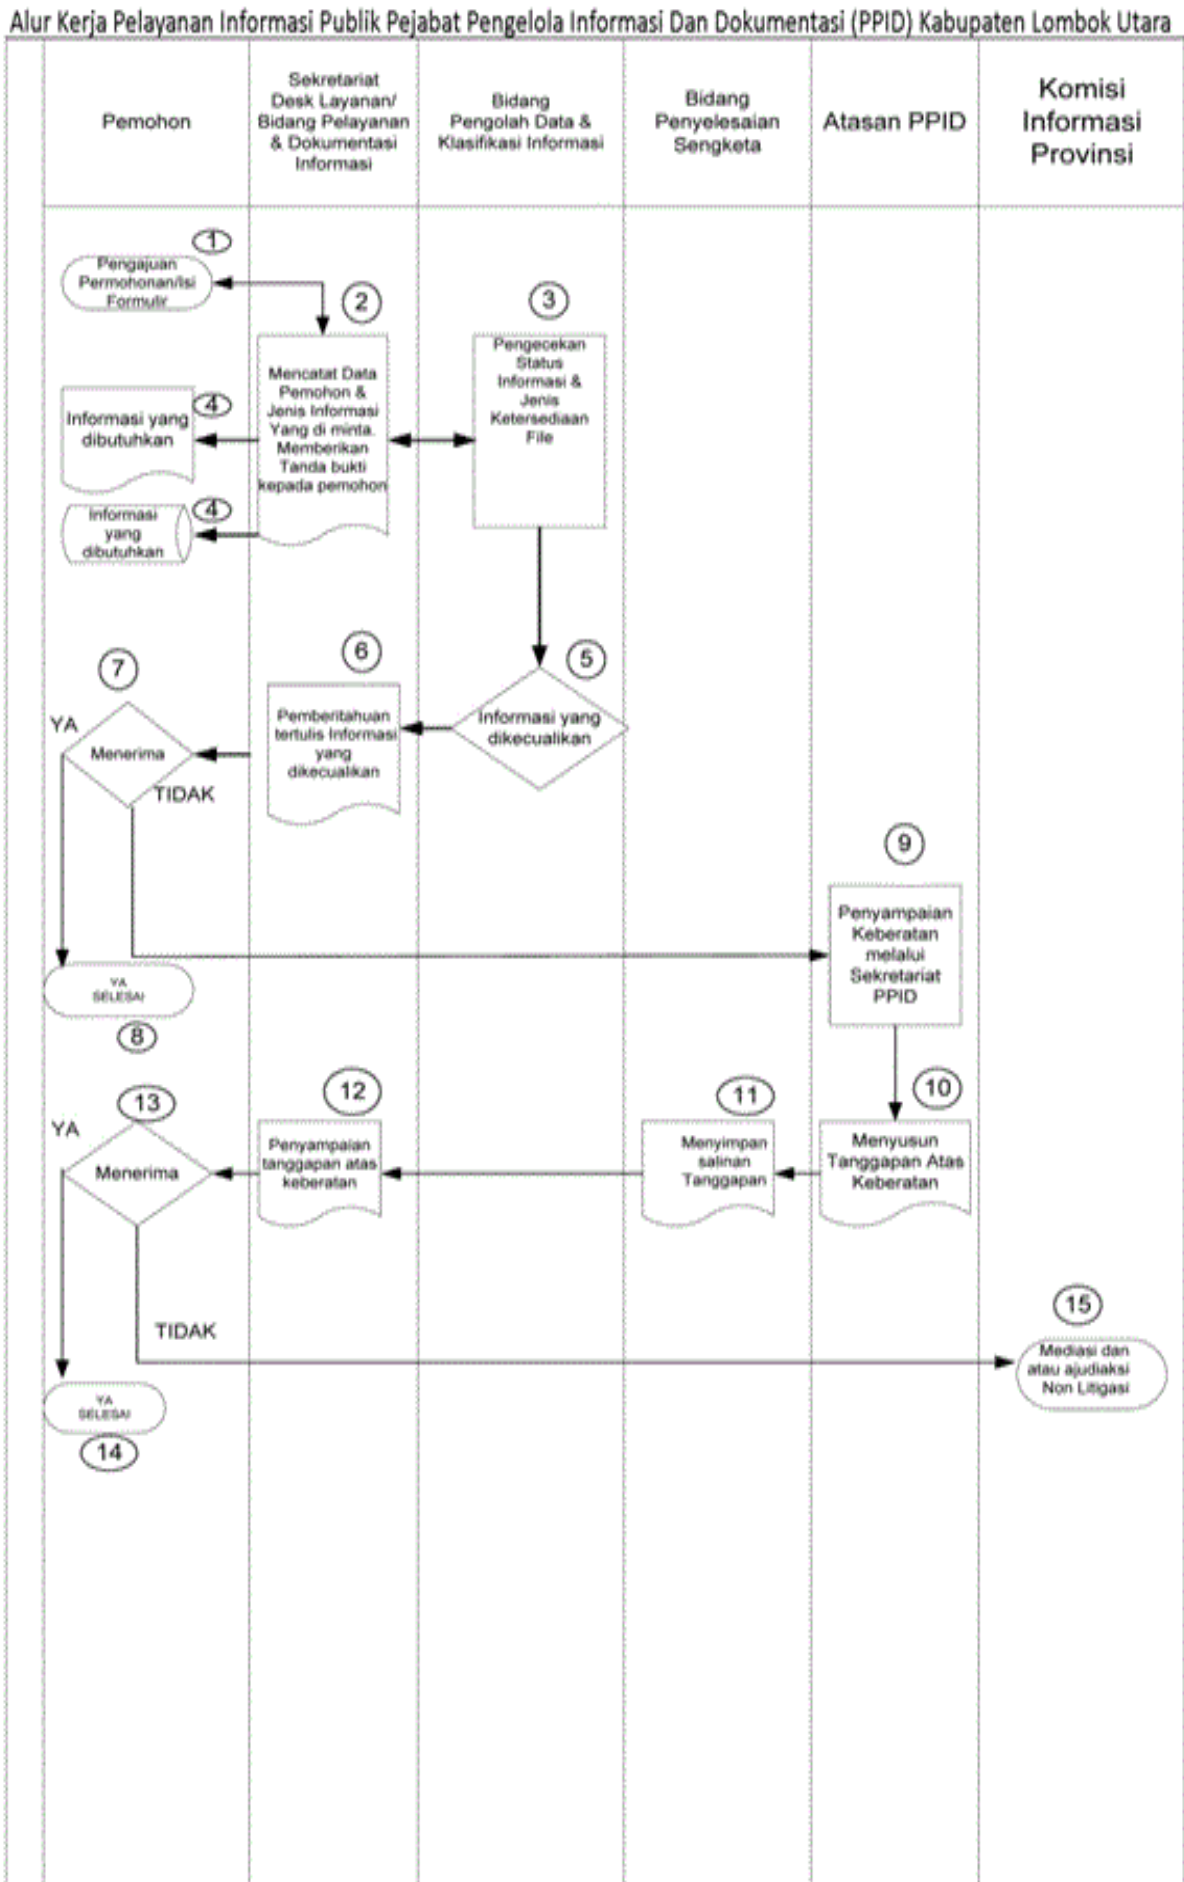 Alur Kerja Pelayanan Informasi Publik Pejabat Pengelola Informasi Dan Dokumentasi (PPID) Kabupaten Lombok Utara
Pemohon
Sekretariat
Desk Layanan/
Bidang Pelayanan
& Dokumentasi
Informasi
Bidang
Pengolah Data &
Klasifikasi Informasi
Bidang
Penyelesaian
Sengketa
Atasan PPID
Komisi
Informasi
Provinsi
1
Pengajuan
Permohonan/Isi
Formulir
2
Mencatat Data
Pemohon &
Jenis Informasi
Yang di minta.
Memberikan
Tanda bukti
kepada pemohon
3
Pengecekan
Status
Informasi &
Jenis
Ketersediaan
File
4
Informasi yang
dibutuhkan
4
Informasi
yang
dibutuhkan
5
Informasi yang
dikecualikan
6
Pemberitahuan
tertulis Informasi
yang
dikecualikan
7
YA
Menerima
TIDAK
YA
SELESAI
8
9
Penyampaian
Keberatan
melalui
Sekretariat
PPID
10
Menyusun
Tanggapan Atas
Keberatan
11
Menyimpan
salinan
Tanggapan
12
Penyampaian
tanggapan atas
keberatan
13
YA
Menerima
TIDAK
YA
SELESAI
14
15
Mediasi dan
atau ajudiaksi
Non Litigasi